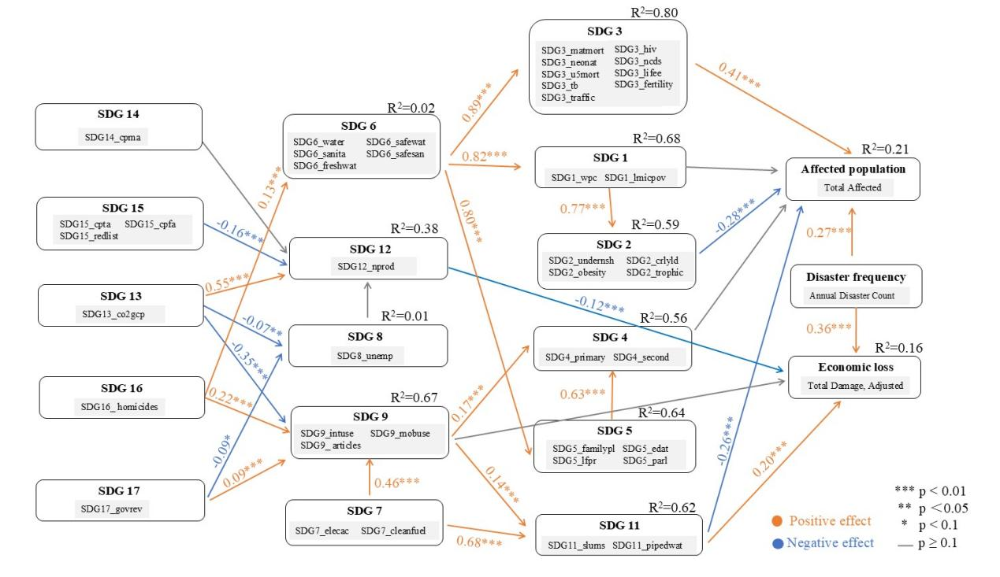 R²=0.80
SDG 3
SDG3_matmort SDG3_hiv
SDG3_neonat SDG3_ncds
SDG3_u5mort SDG3_lifee
SDG3_tb SDG3_fertility
SDG3_traffic
0.41***
SDG 14
SDG14_cpma
R²=0.02
SDG 6
SDG6_water SDG6_safewat
SDG6_sanita SDG6_safesan
SDG6_freshwat
0.89***
0.82***
0.80***
R²=0.68
SDG 1
SDG1_wpc SDG1_lmicpov
R²=0.21
Affected population
Total Affected
0.13***
SDG 15
SDG15_cpta SDG15_cpfa
SDG15_redlist
-0.16***
0.77***
-0.28***
0.27***
R²=0.38
SDG 12
SDG12_nprod
R²=0.59
SDG 2
SDG2_undernsh SDG2_crlyld
SDG2_obesity SDG2_trophic
Disaster frequency
Annual Disaster Count
0.55***
SDG 13
SDG13_co2gcp
-0.07**
-0.35***
-0.12***
0.36***
R²=0.01
SDG 8
SDG8_unemp
R²=0.56
SDG 4
SDG4_primary SDG4_second
R²=0.16
Economic loss
Total Damage, Adjusted
SDG 16
SDG16_ homicides
0.22***
0.17***
0.63***
R²=0.67
SDG 9
SDG9_intuse SDG9_mobuse
SDG9_ articles
R²=0.64
SDG 5
SDG5_familypl SDG5_edat
SDG5_lfpr SDG5_parl
-0.09*
0.09***
0.46***
0.14***
-0.26***
0.20***
SDG 17
SDG17_govrev
SDG 7
SDG7_elecac SDG7_cleanfuel
0.68***
R²=0.62
SDG 11
SDG11_slums SDG11_pipedwat
Positive effect
Negative effect
*** p < 0.01
** p <0.05
* p < 0.1
p ≥ 0.1